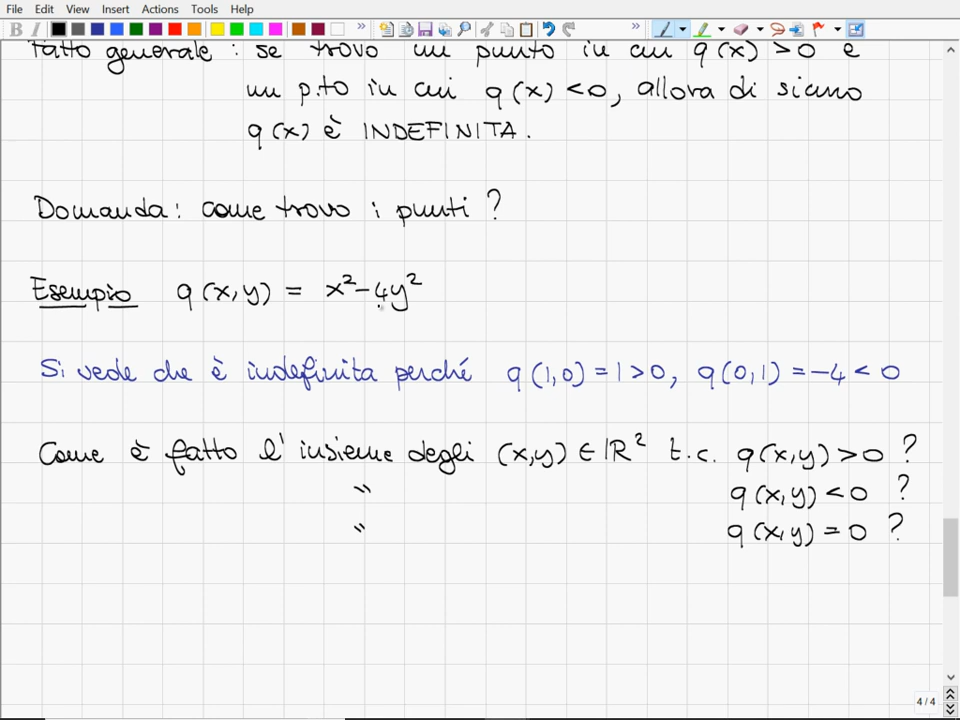 File Edit View Insert Actions Tools Help
B I
Fatto generale : se trovo un punto in cui q(x) > 0 e
un p.to in cui q(x) < 0, allora di sicuro
q(x) è INDEFINITA.
Domanda: come trovo i punti ?
Esempio q(x,y) = x²-4y²
Si vede che è indefinita perché q(1,0) = 1 > 0, q(0,1) = -4 < 0
Come è fatto l'insieme degli (x,y) ∈ ℝ² t.c. q(x,y) > 0 ?
" q(x,y) < 0 ?
" q(x,y) = 0 ?
4 / 4